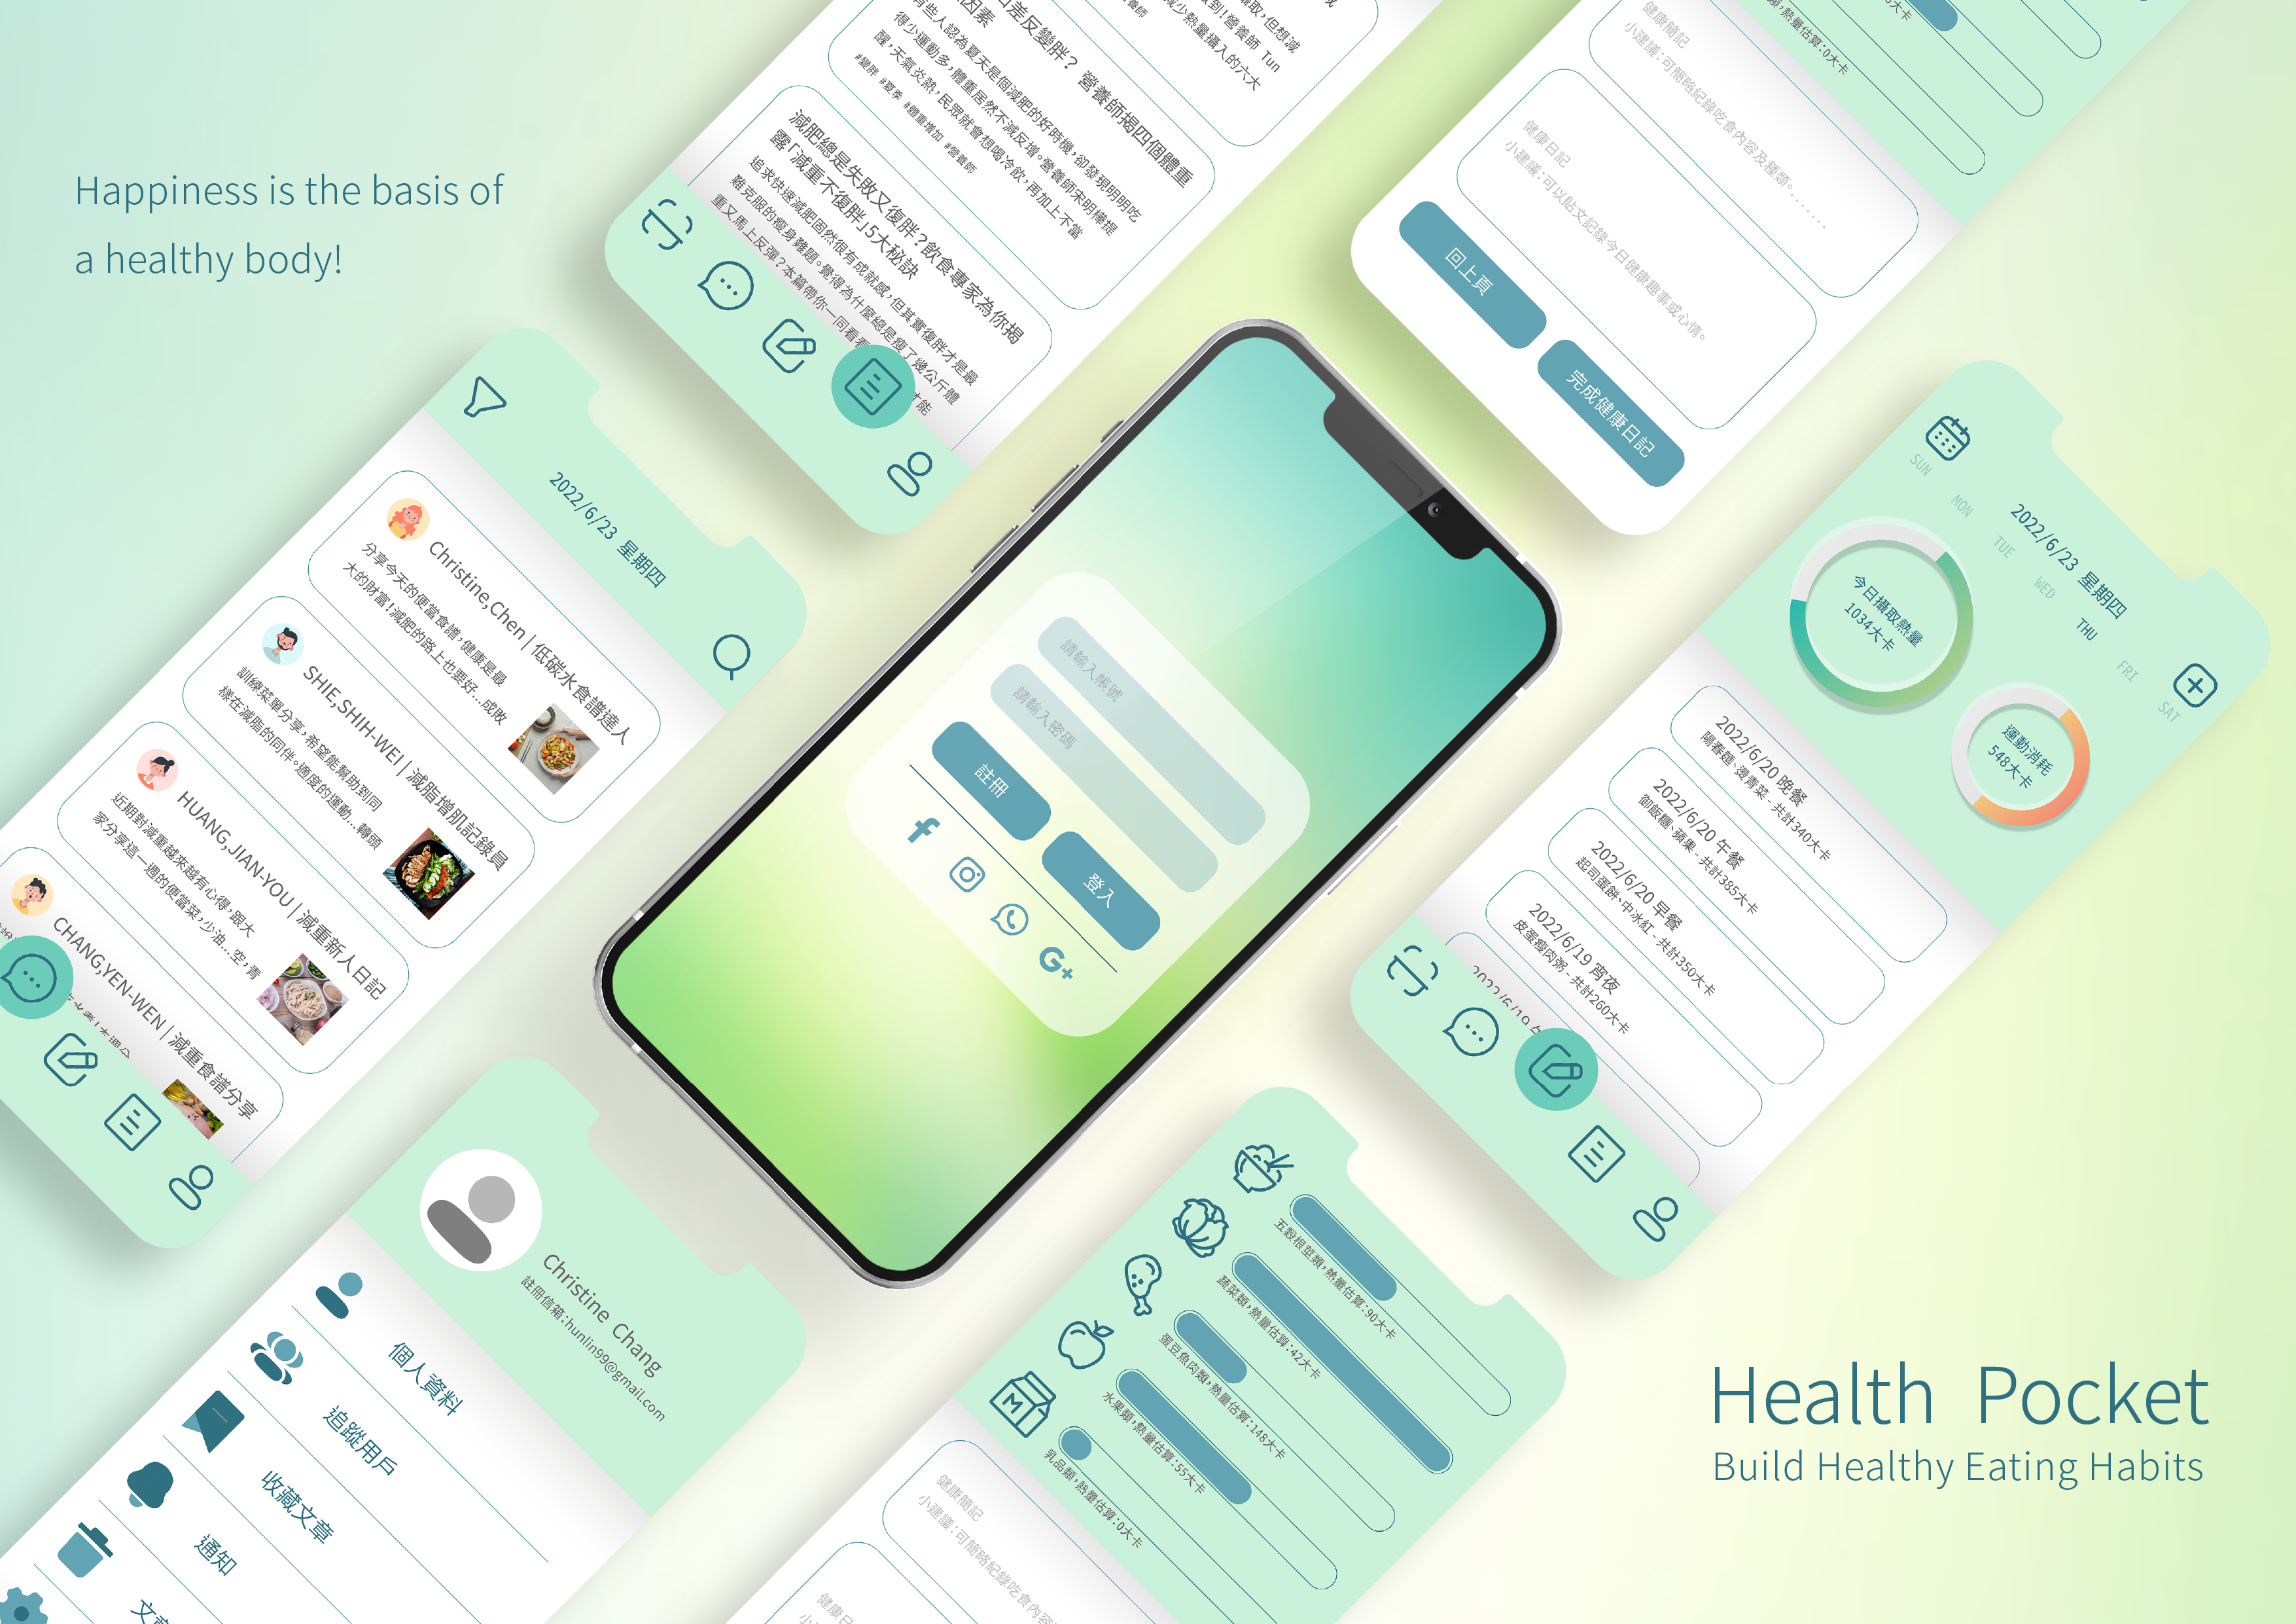 Happiness is the basis of
a healthy body!
差反變胖？ 營養師揭四個體重
因素
有些人認為夏天是個減肥的好時機，卻發現明明吃
得少運動多，體重居然不減反增。營養師宋明樺提
醒，天氣炎熱，民眾就會想喝冷飲，再加上不當
#變胖 #夏季 #體重增加 #營養師
減肥總是失敗又復胖？飲食專家為你揭
露「減重不復胖」5大秘訣
追求快速減肥固然很有成就感，但其實復胖才是最
難克服的瘦身難題。覺得為什麼總是瘦了幾公斤體
重又馬上反彈？本篇帶你一同看看
才能
取，但想減
到！營養師 Tun
減少熱量攝入的六大
熱量估算：0大卡
健康簡記
小建議：可簡略紀錄吃食內容及種類。......
健康日記
小建議：可以貼文記錄今日健康趣事或心情。
回上頁
完成健康日記
2022/6/23 星期四
Christine,Chen | 低碳水食譜達人
分享今天的便當食譜，健康是最
大的財富！減肥的路上也要好...成敗
SHIE,SHIH-WEI | 減脂增肌記錄員
訓練菜單分享，希望能幫助到同
樣在減脂的同伴。適度的運動...轉頭
HUANG,JIAN-YOU | 減重新人日記
近期對減重越來越有心得，跟大
家分享這一週的便當菜，少油...空，青
CHANG,YEN-WEN | 減重食譜分享
請輸入帳號
請輸入密碼
註冊
登入
G+
2022/6/23 星期四
SUN
MON
TUE
WED
THU
FRI
SAT
今日攝取熱量
1034大卡
運動消耗
548大卡
2022/6/20 晚餐
陽春麵、燙青菜 - 共計340大卡
2022/6/20 午餐
御飯糰、蘋果 - 共計385大卡
2022/6/20 早餐
起司蛋餅、中冰紅 - 共計350大卡
2022/6/19 宵夜
皮蛋瘦肉粥 - 共計260大卡
2022/6/19
Christine Chang
註冊信箱：hunlin99@gmail.com
個人資料
追蹤用戶
收藏文章
通知
五穀根莖類，熱量估算：90大卡
蔬菜類，熱量估算：42大卡
蛋豆魚肉類，熱量估算：148大卡
水果類，熱量估算：55大卡
M
乳品類，熱量估算：0大卡
健康簡記
小建議：可簡略紀錄吃食內容
健康日
Health Pocket
Build Healthy Eating Habits